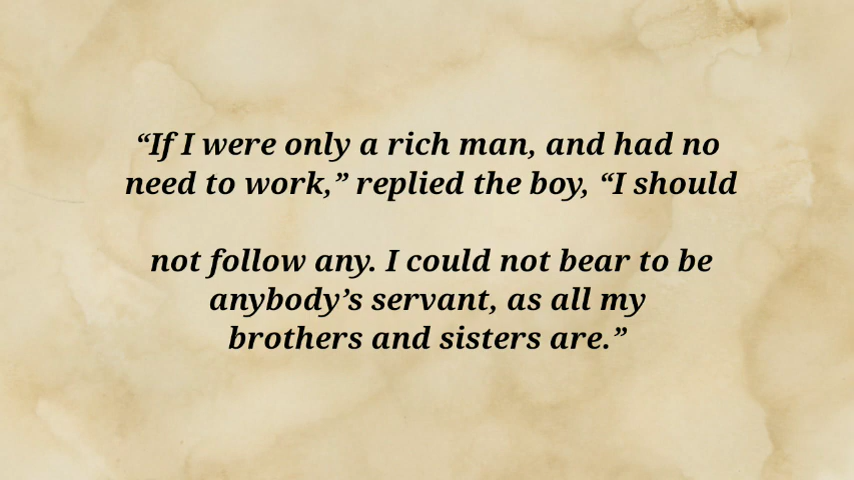 “If I were only a rich man, and had no
need to work,” replied the boy, “I should
not follow any. I could not bear to be
anybody’s servant, as all my
brothers and sisters are.”